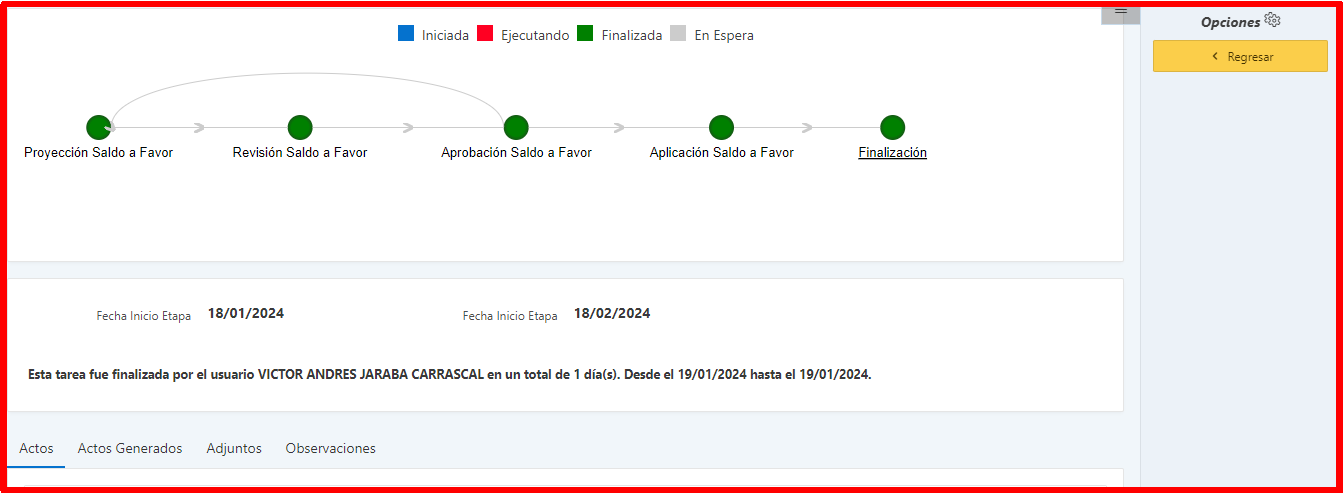 Iniciada Ejecutando Finalizada En Espera
Opciones
Regresar
Proyección Saldo a Favor Revisión Saldo a Favor Aprobación Saldo a Favor Aplicación Saldo a Favor Finalización
Fecha Inicio Etapa 18/01/2024 Fecha Inicio Etapa 18/02/2024
Esta tarea fue finalizada por el usuario VICTOR ANDRES JARABA CARRASCAL en un total de 1 día(s). Desde el 19/01/2024 hasta el 19/01/2024.
Actos Actos Generados Adjuntos Observaciones